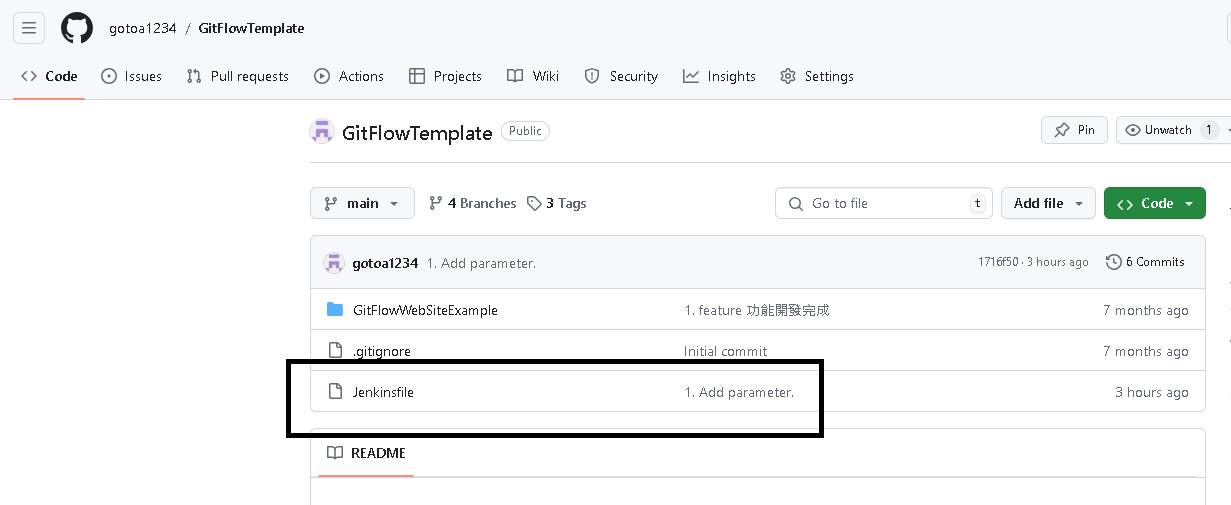 gotoa1234 / GitFlowTemplate
Code Issues Pull requests Actions Projects Wiki Security Insights Settings
GitFlowTemplate Public Pin Unwatch 1
main 4 Branches 3 Tags Go to file t Add file Code
gotoa1234 1. Add parameter. 1716f50 · 3 hours ago 6 Commits
GitFlowWebSiteExample 1. feature 功能開發完成 7 months ago
.gitignore Initial commit 7 months ago
Jenkinsfile 1. Add parameter. 3 hours ago
README